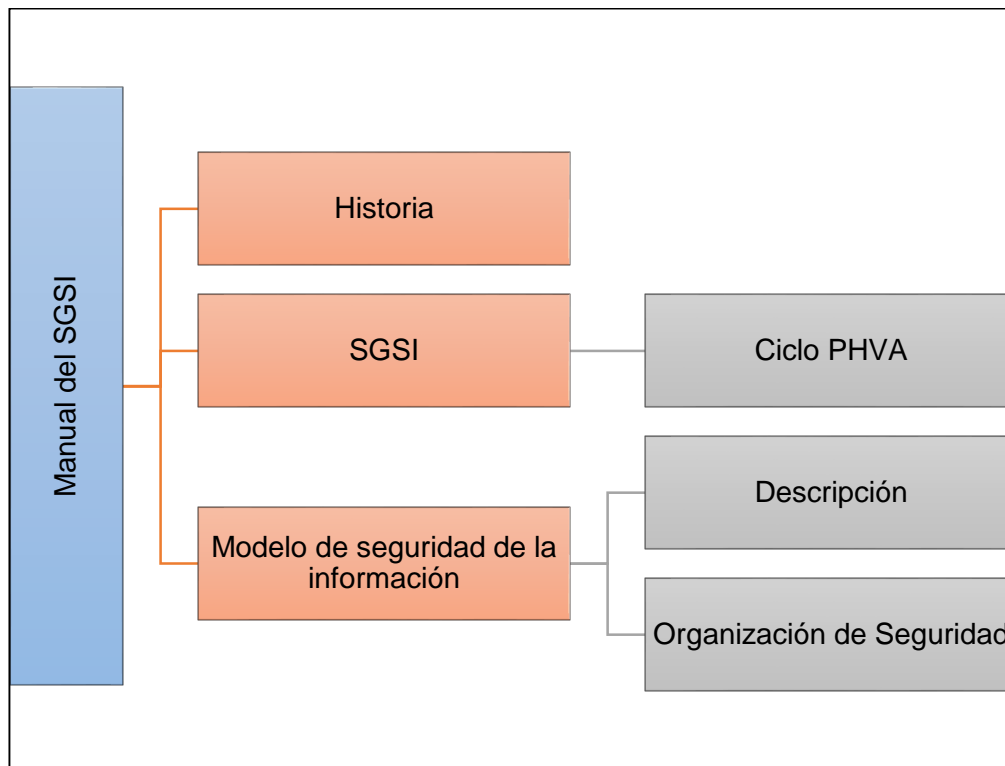 Manual del SGSI
Historia
SGSI
Ciclo PHVA
Modelo de seguridad de la
información
Descripción
Organización de Seguridad